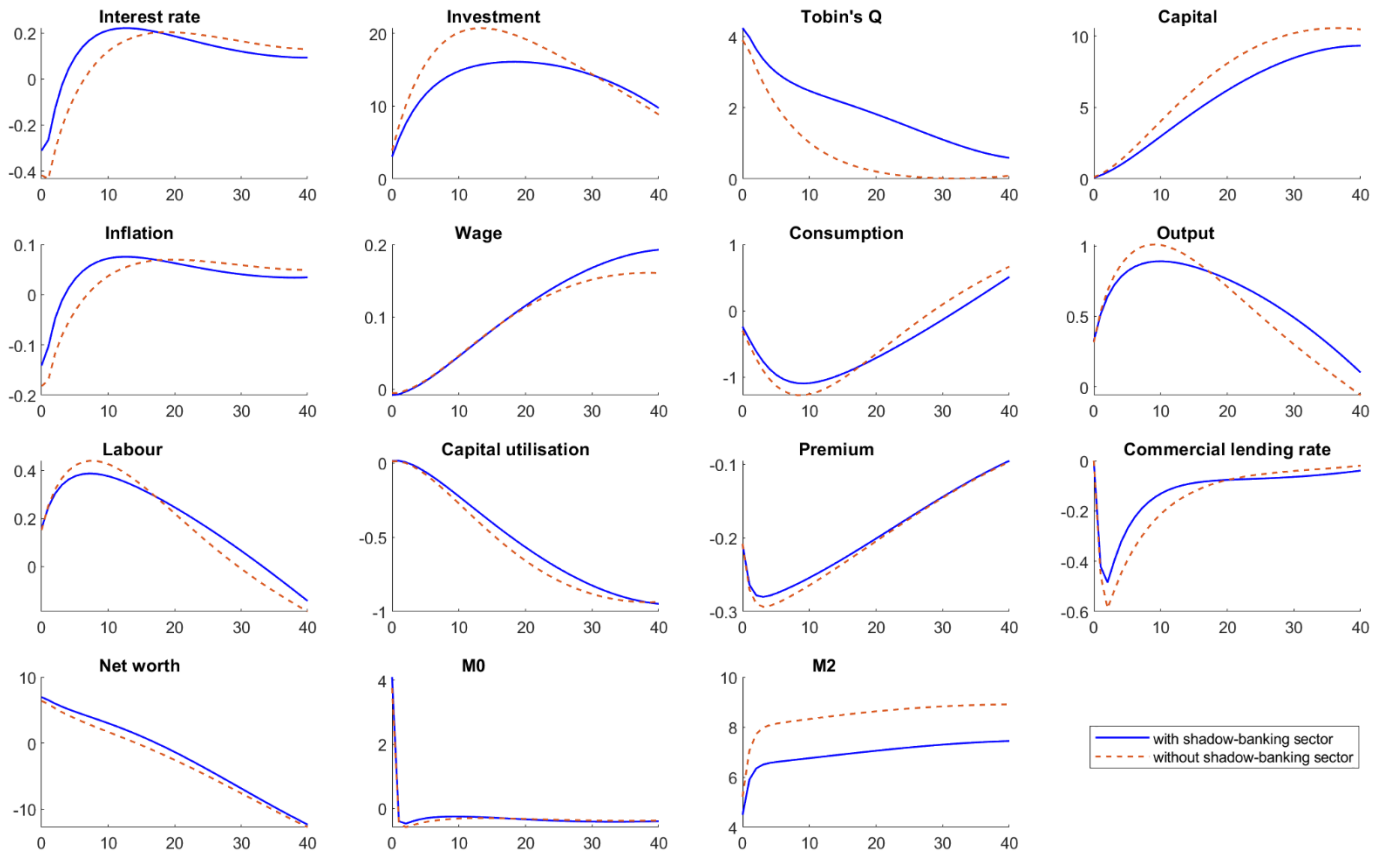 Interest rate
0.2
0
-0.2
-0.4
0 10 20 30 40
Investment
20
10
0
0 10 20 30 40
Tobin's Q
4
2
0
0 10 20 30 40
Capital
10
5
0
0 10 20 30 40
Inflation
0.1
0
-0.1
-0.2
0 10 20 30 40
Wage
0.2
0.1
0
0 10 20 30 40
Consumption
1
0
-1
0 10 20 30 40
Output
1
0.5
0
0 10 20 30 40
Labour
0.4
0.2
0
0 10 20 30 40
Capital utilisation
0
-0.5
-1
0 10 20 30 40
Premium
-0.1
-0.2
-0.3
0 10 20 30 40
Commercial lending rate
0
-0.2
-0.4
-0.6
0 10 20 30 40
Net worth
10
0
-10
0 10 20 30 40
M0
4
2
0
0 10 20 30 40
M2
10
8
6
4
0 10 20 30 40
with shadow-banking sector
without shadow-banking sector